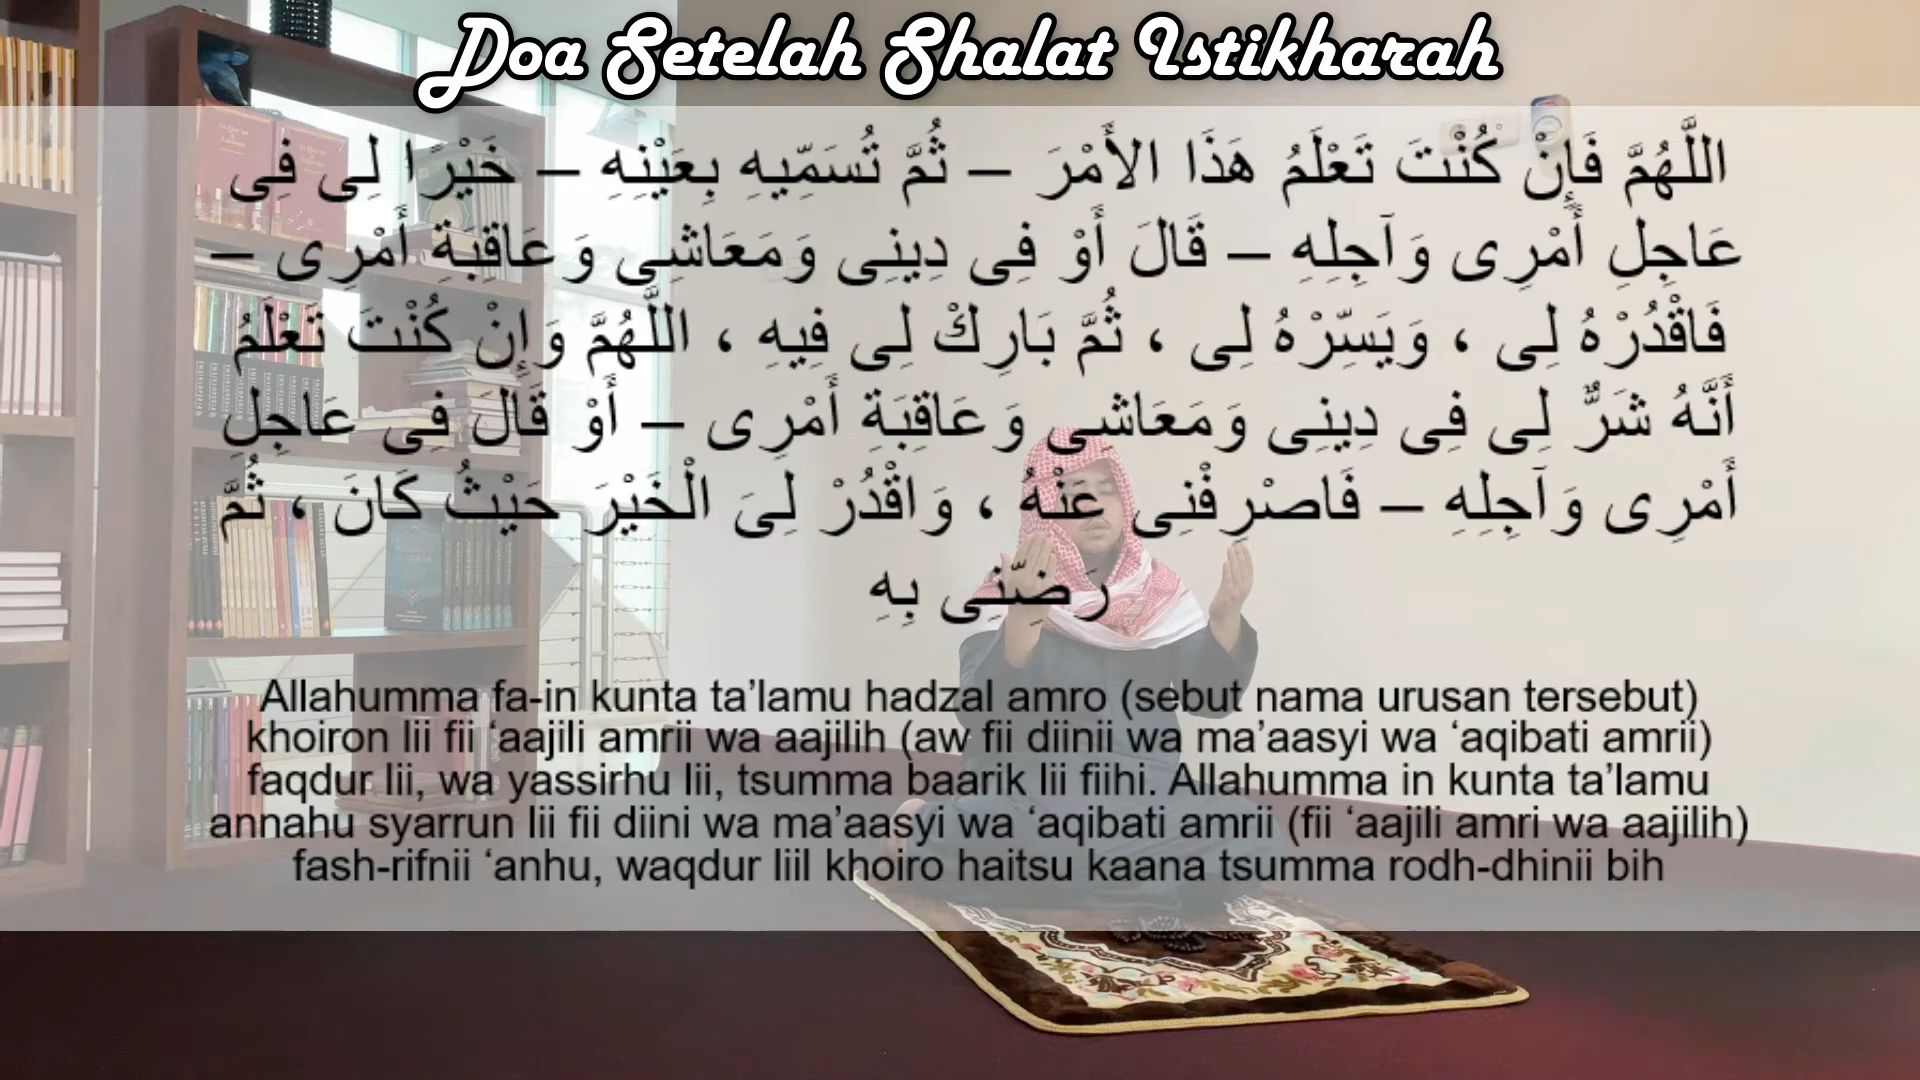 Doa Setelah Shalat Istikharah
اللَّهُمَّ فَإِنْ كُنْتَ تَعْلَمُ هَذَا الأَمْرَ – ثُمَّ تُسَمِّيهِ بِعَيْنِهِ – خَيْرًا لِى فِى
عَاجِلِ أَمْرِى وَآجِلِهِ – قَالَ أَوْ فِى دِينِى وَمَعَاشِى وَعَاقِبَةِ أَمْرِى –
فَاقْدُرْهُ لِى ، وَيَسِّرْهُ لِى ، ثُمَّ بَارِكْ لِى فِيهِ ، اللَّهُمَّ وَإِنْ كُنْتَ تَعْلَمُ
أَنَّهُ شَرٌّ لِى فِى دِينِى وَمَعَاشِى وَعَاقِبَةِ أَمْرِى – أَوْ قَالَ فِى عَاجِلِ
أَمْرِى وَآجِلِهِ – فَاصْرِفْنِى عَنْهُ ، وَاقْدُرْ لِىَ الْخَيْرَ حَيْثُ كَانَ ، ثُمَّ
رَضِّنِى بِهِ
Allahumma fa-in kunta ta’lamu hadzal amro (sebut nama urusan tersebut)
khoiron lii fii ‘aajili amrii wa aajilih (aw fii diinii wa ma’aasyi wa ‘aqibati amrii)
faqdur lii, wa yassirhu lii, tsumma baarik lii fiihi. Allahumma in kunta ta’lamu
annahu syarrun lii fii diini wa ma’aasyi wa ‘aqibati amrii (fii ‘aajili amri wa aajilih)
fash-rifnii ‘anhu, waqdur liil khoiro haitsu kaana tsumma rodh-dhinii bih